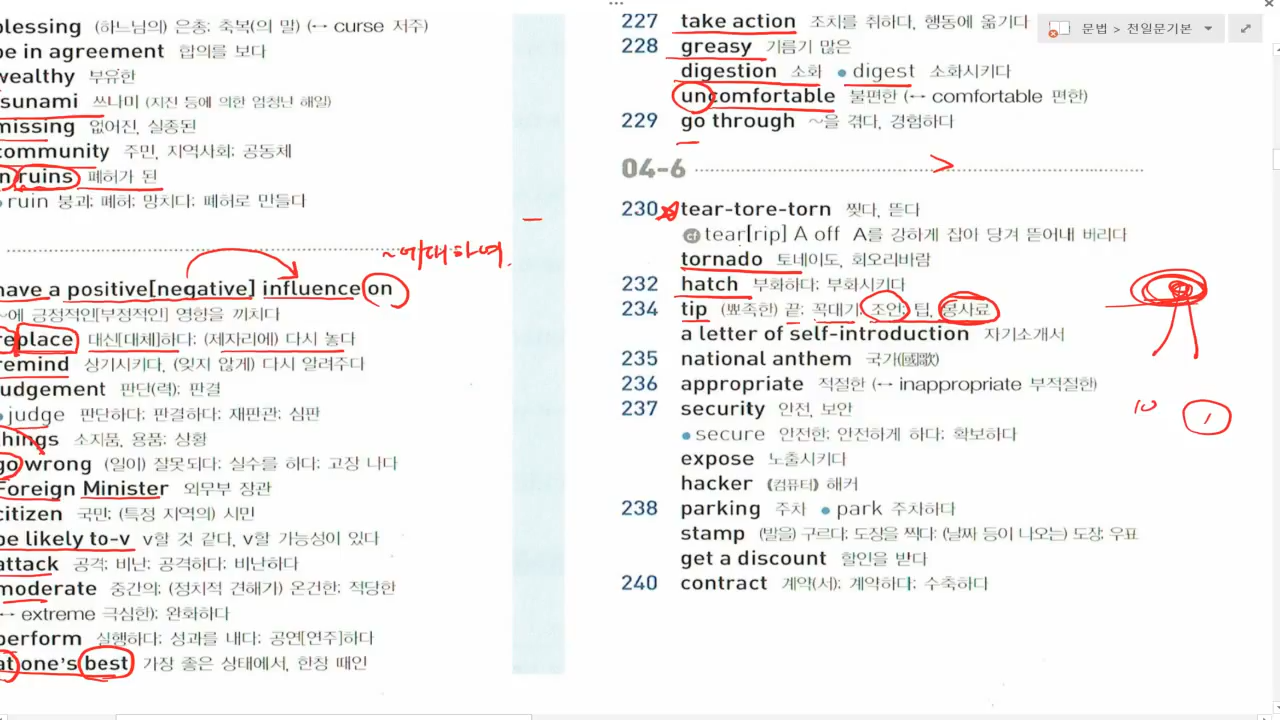 blessing (하느님의) 은총; 축복(의 말) (↔ curse 저주)
be in agreement 합의를 보다
wealthy 부유한
tsunami 쓰나미 (지진 등에 의한 엄청난 해일)
missing 없어진, 실종된
community 주민, 지역사회; 공동체
in ruins 폐허가 된
ruin 붕괴; 폐허; 망치다; 폐허로 만들다
~에 대하여
have a positive[negative] influence on
~에 긍정적인[부정적인] 영향을 끼치다
replace 대신[대체]하다; (제자리에) 다시 놓다
remind 상기시키다, (잊지 않게) 다시 알려주다
judgement 판단(력); 판결
judge 판단하다; 판결하다; 재판관; 심판
things 소지품, 용품; 상황
go wrong (일이) 잘못되다; 실수를 하다; 고장 나다
Foreign Minister 외무부 장관
citizen 국민; (특정 지역의) 시민
be likely to-v v할 것 같다, v할 가능성이 있다
attack 공격; 비난; 공격하다; 비난하다
moderate 중간의; (정치적 견해가) 온건한; 적당한
↔ extreme 극심한); 완화하다
perform 실행하다; 성과를 내다; 공연[연주]하다
at one's best 가장 좋은 상태에서, 한창 때인
문법 > 천일문기본
227 take action 조치를 취하다, 행동에 옮기다
228 greasy 기름기 많은
digestion 소화 • digest 소화시키다
uncomfortable 불편한 (↔ comfortable 편한)
229 go through ~을 겪다, 경험하다
04-6
230 tear-tore-torn 찢다, 뜯다
cf tear[rip] A off A를 강하게 잡아 당겨 뜯어내 버리다
tornado 토네이도, 회오리바람
232 hatch 부화하다; 부화시키다
234 tip (뾰족한) 끝; 꼭대기; 조언; 팁, 봉사료
a letter of self-introduction 자기소개서
235 national anthem 국가(國歌)
236 appropriate 적절한 (↔ inappropriate 부적절한)
237 security 안전, 보안
10 1
• secure 안전한; 안전하게 하다; 확보하다
expose 노출시키다
hacker 《컴퓨터》 해커
238 parking 주차 • park 주차하다
stamp (발을) 구르다; 도장을 찍다; (날짜 등이 나오는) 도장; 우표
get a discount 할인을 받다
240 contract 계약(서); 계약하다; 수축하다